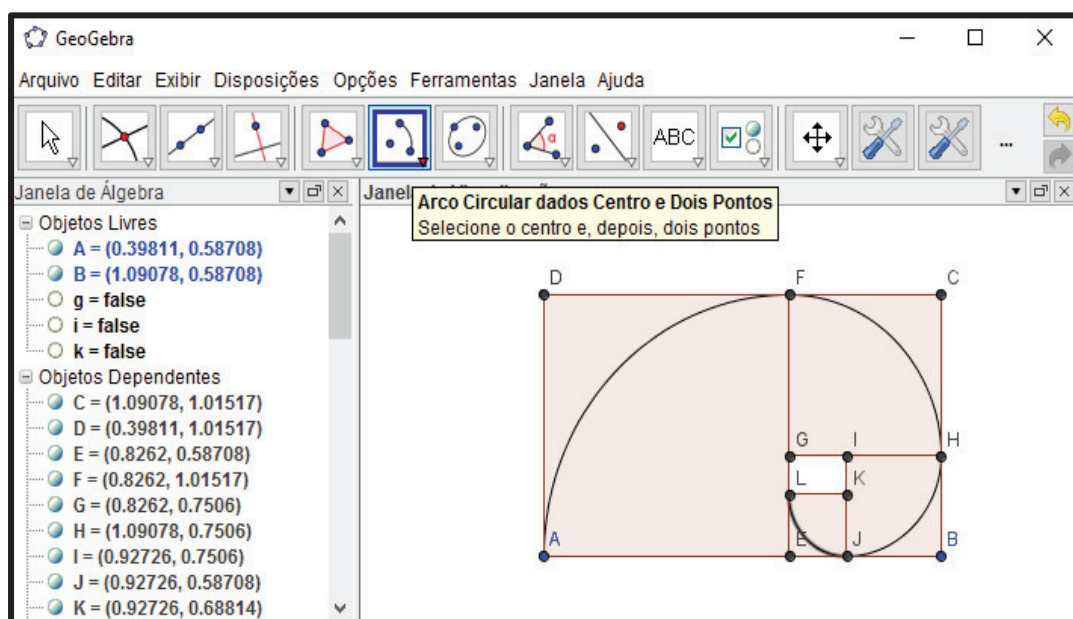 GeoGebra
Arquivo Editar Exibir Disposições Opções Ferramentas Janela Ajuda
ABC
α
...
Janela de Álgebra
Objetos Livres
A = (0.39811, 0.58708)
B = (1.09078, 0.58708)
g = false
i = false
k = false
Objetos Dependentes
C = (1.09078, 1.01517)
D = (0.39811, 1.01517)
E = (0.8262, 0.58708)
F = (0.8262, 1.01517)
G = (0.8262, 0.7506)
H = (1.09078, 0.7506)
I = (0.92726, 0.7506)
J = (0.92726, 0.58708)
K = (0.92726, 0.68814)
Arco Circular dados Centro e Dois Pontos
Selecione o centro e, depois, dois pontos
D F C
G I H
L K
A E J B